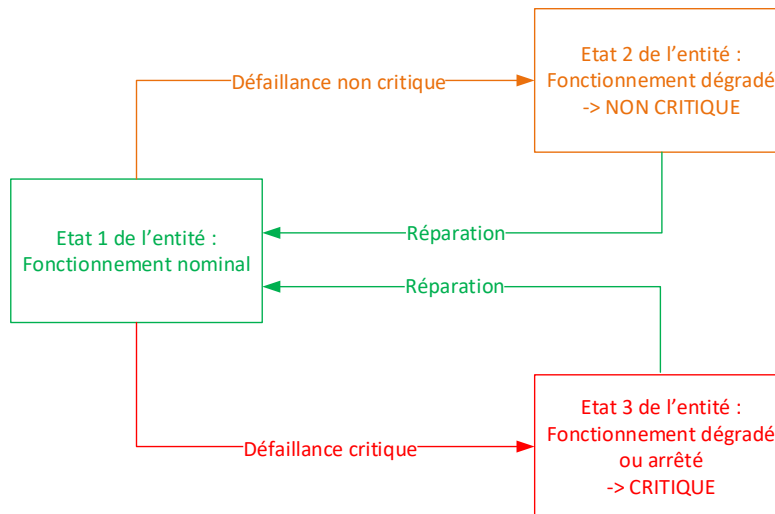 Etat 2 de l’entité :
Fonctionnement dégradé
-> NON CRITIQUE
Défaillance non critique
Etat 1 de l’entité :
Fonctionnement nominal
Réparation
Réparation
Défaillance critique
Etat 3 de l’entité :
Fonctionnement dégradé
ou arrêté
-> CRITIQUE